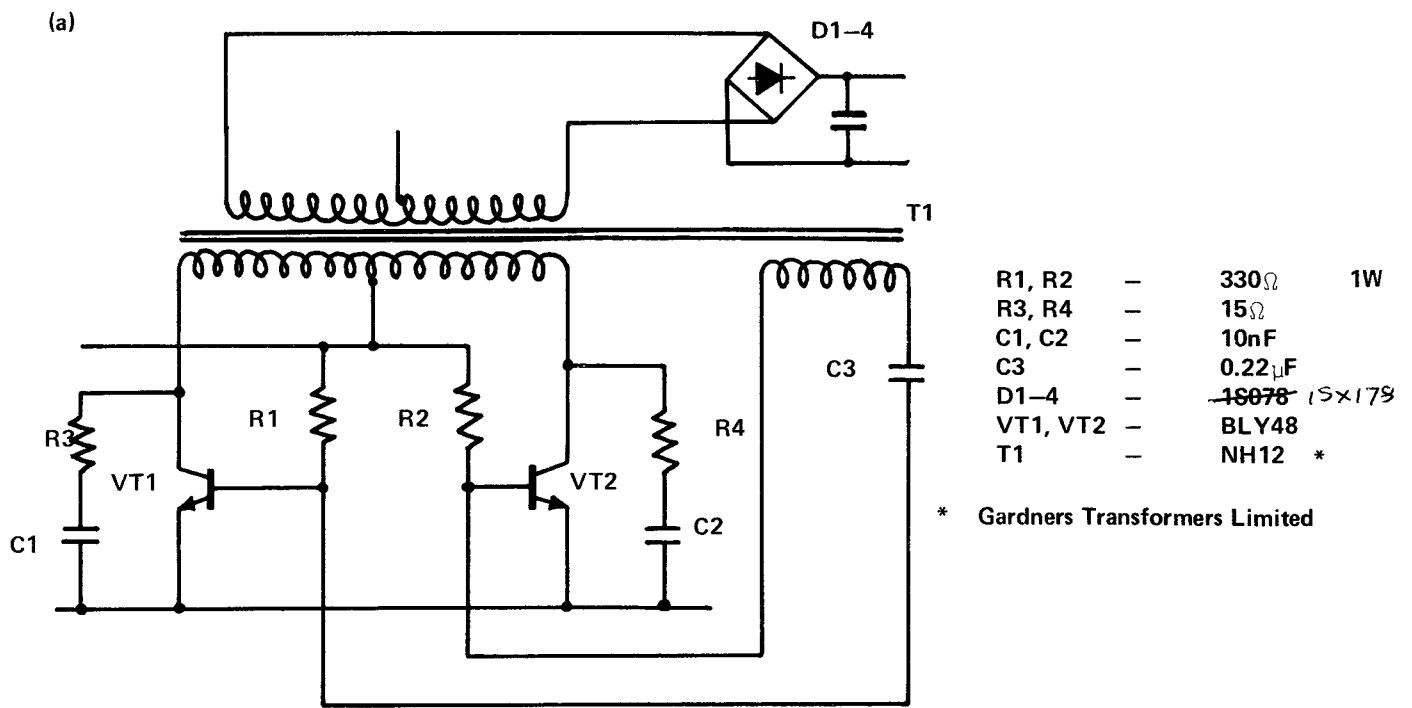 (a)
D1–4
T1
C3
R3
R1
R2
R4
VT1
VT2
C1
C2
R1, R2 – 330Ω 1W
R3, R4 – 15Ω
C1, C2 – 10nF
C3 – 0.22μF
D1–4 – 1S078 1SX178
VT1, VT2 – BLY48
T1 – NH12 *
* Gardners Transformers Limited